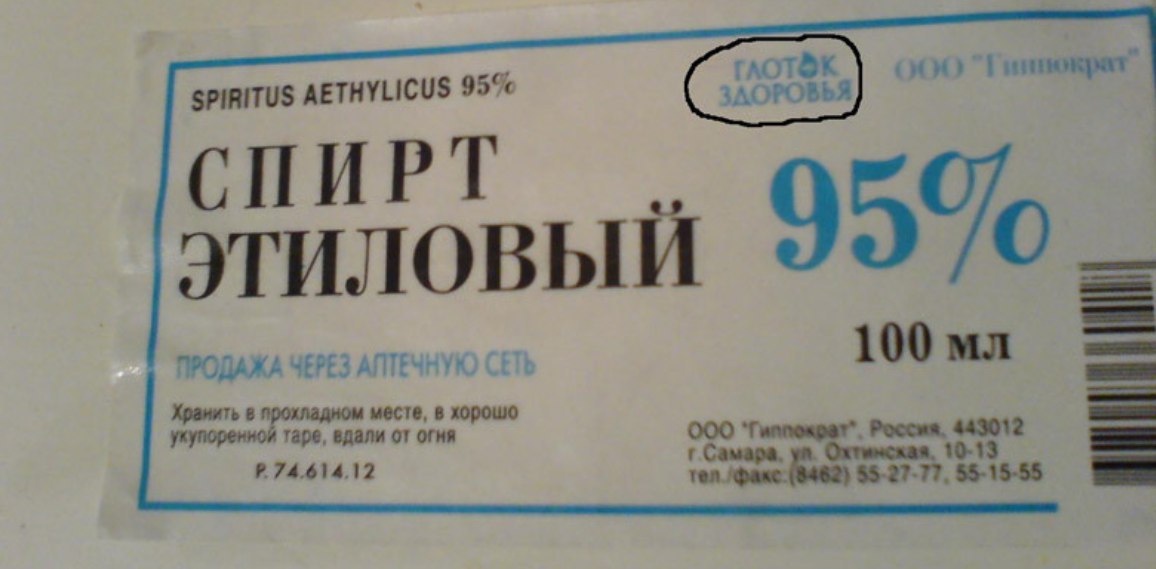 SPIRITUS AETHYLICUS 95%
ГЛОТОК
ЗДОРОВЬЯ
ООО "Гиппократ"
СПИРТ
ЭТИЛОВЫЙ
95%
100 мл
ПРОДАЖА ЧЕРЕЗ АПТЕЧНУЮ СЕТЬ
Хранить в прохладном месте, в хорошо
укупоренной таре, вдали от огня
Р. 74.614.12
ООО "Гиппократ", Россия, 443012
г.Самара, ул. Охтинская, 10-13
тел./факс:(8462) 55-27-77, 55-15-55